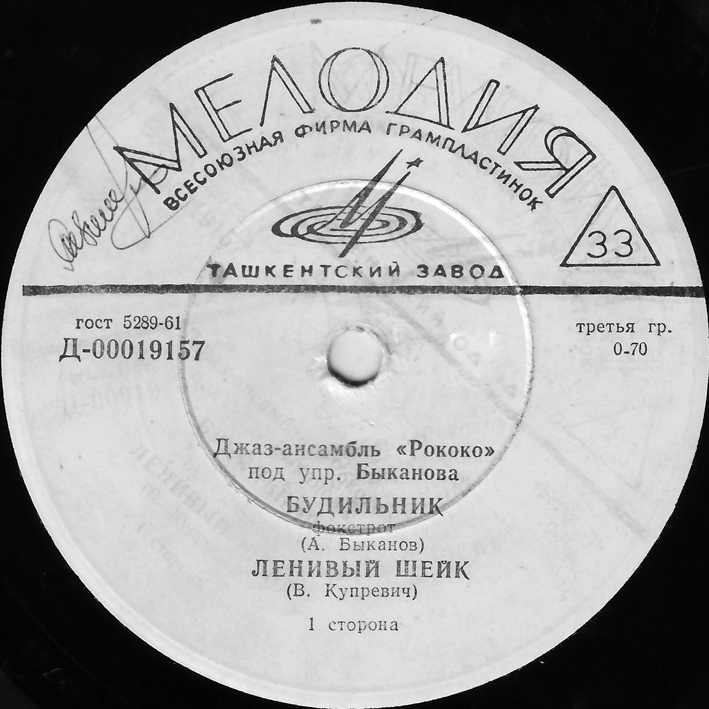 МЕЛОДИЯ
ВСЕСОЮЗНАЯ ФИРМА ГРАМПЛАСТИНОК
33
ТАШКЕНТСКИЙ ЗАВОД
гост 5289-61
Д-00019157
третья гр.
0-70
Джаз-ансамбль «Рококо»
под упр. Быканова
БУДИЛЬНИК
фокстрот
(А. Быканов)
ЛЕНИВЫЙ ШЕЙК
(В. Купревич)
1 сторона